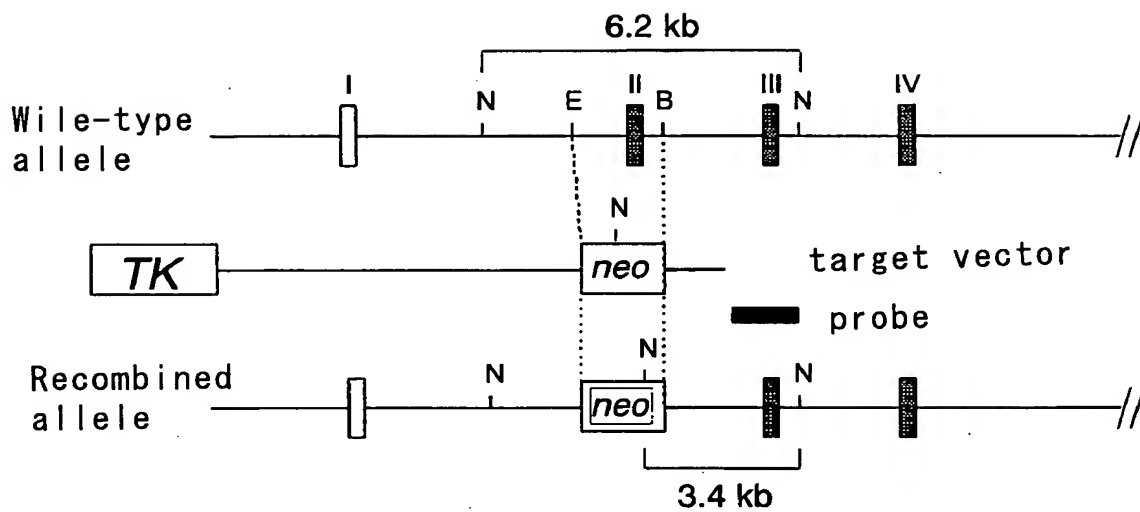 6.2 kb
I N E II B III N IV
Wile-type
allele
N
TK neo target vector
probe
N N N
Recombined
allele
neo
3.4 kb